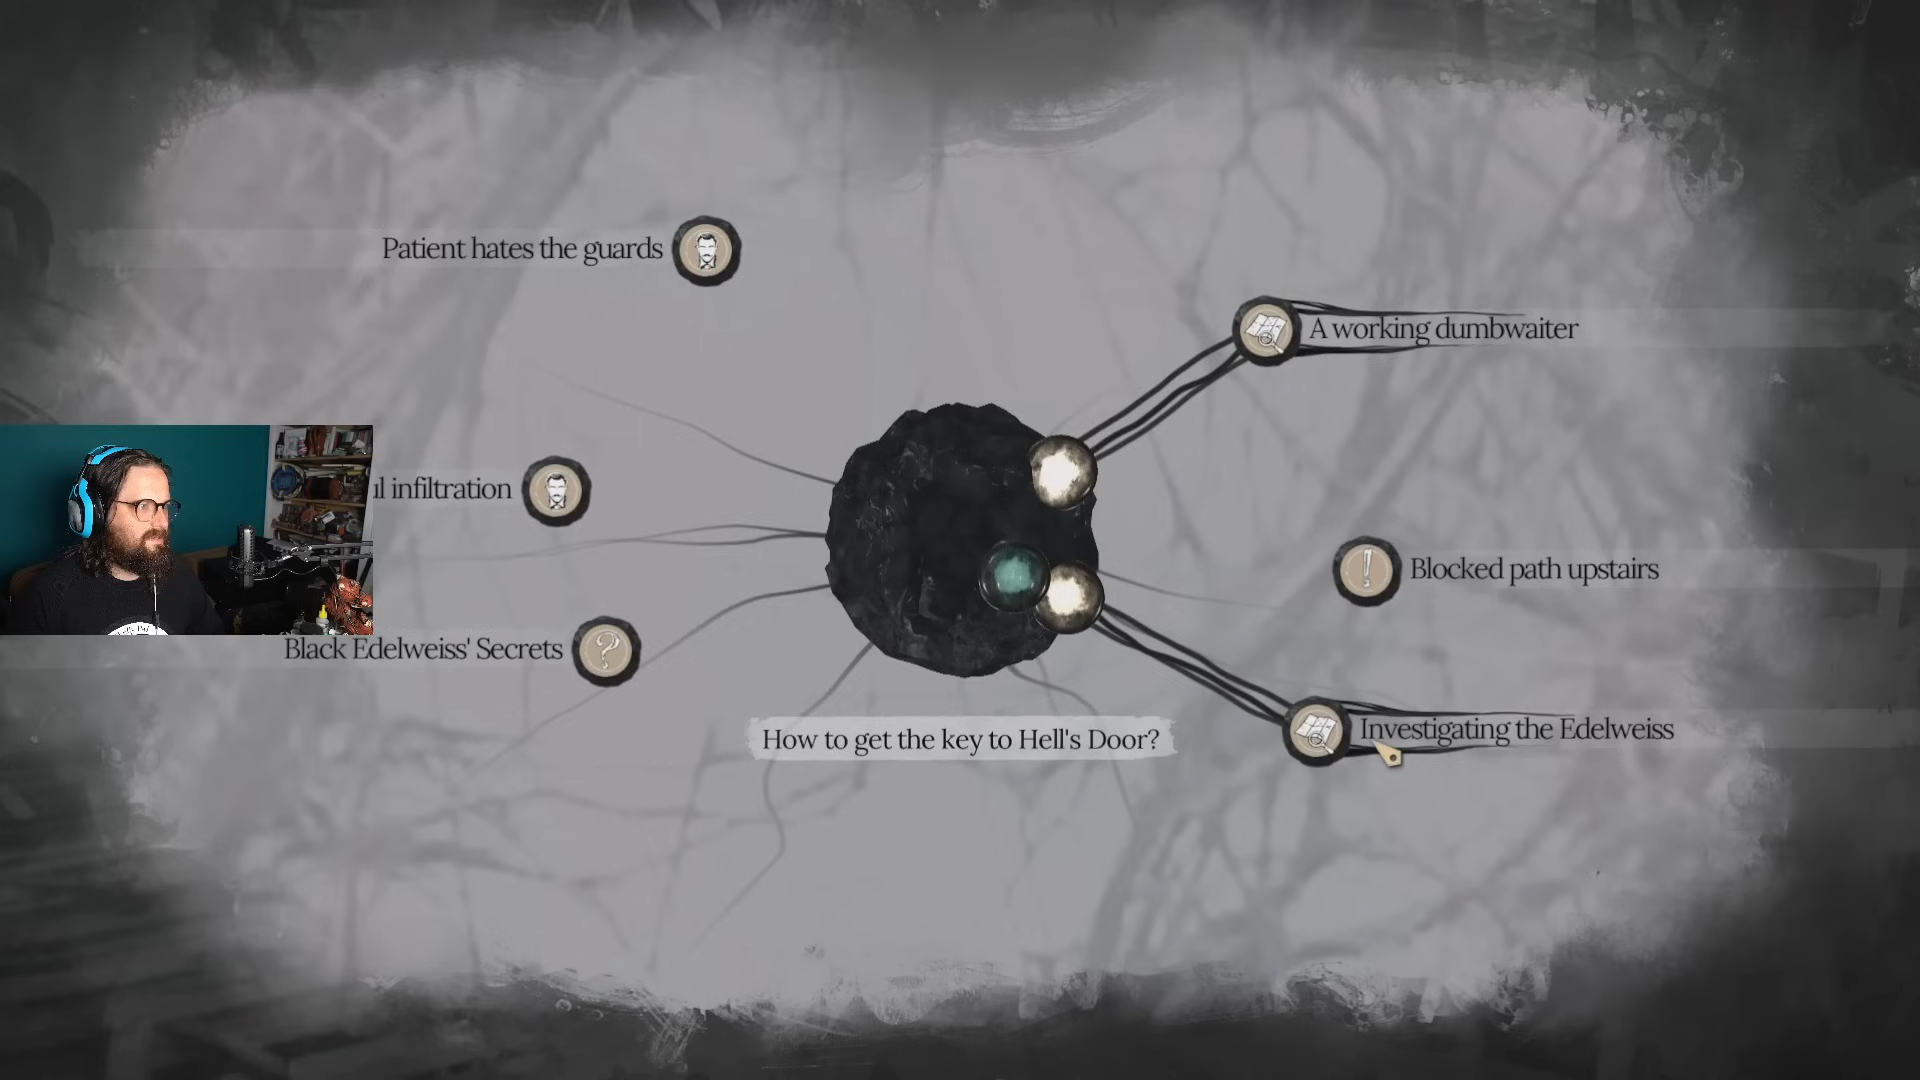 Patient hates the guards
A working dumbwaiter
infiltration
Blocked path upstairs
Black Edelweiss' Secrets
Investigating the Edelweiss
How to get the key to Hell's Door?